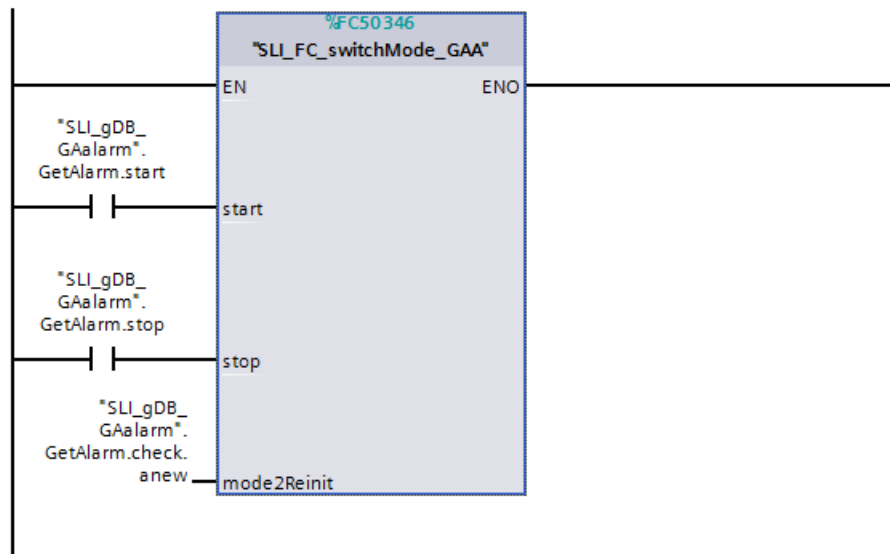 %FC50346
"SLI_FC_switchMode_GAA"
EN ENO
"SLI_gDB_
GAalarm".
GetAlarm.start
start
"SLI_gDB_
GAalarm".
GetAlarm.stop
stop
"SLI_gDB_
GAalarm".
GetAlarm.check.
anew
mode2Reinit